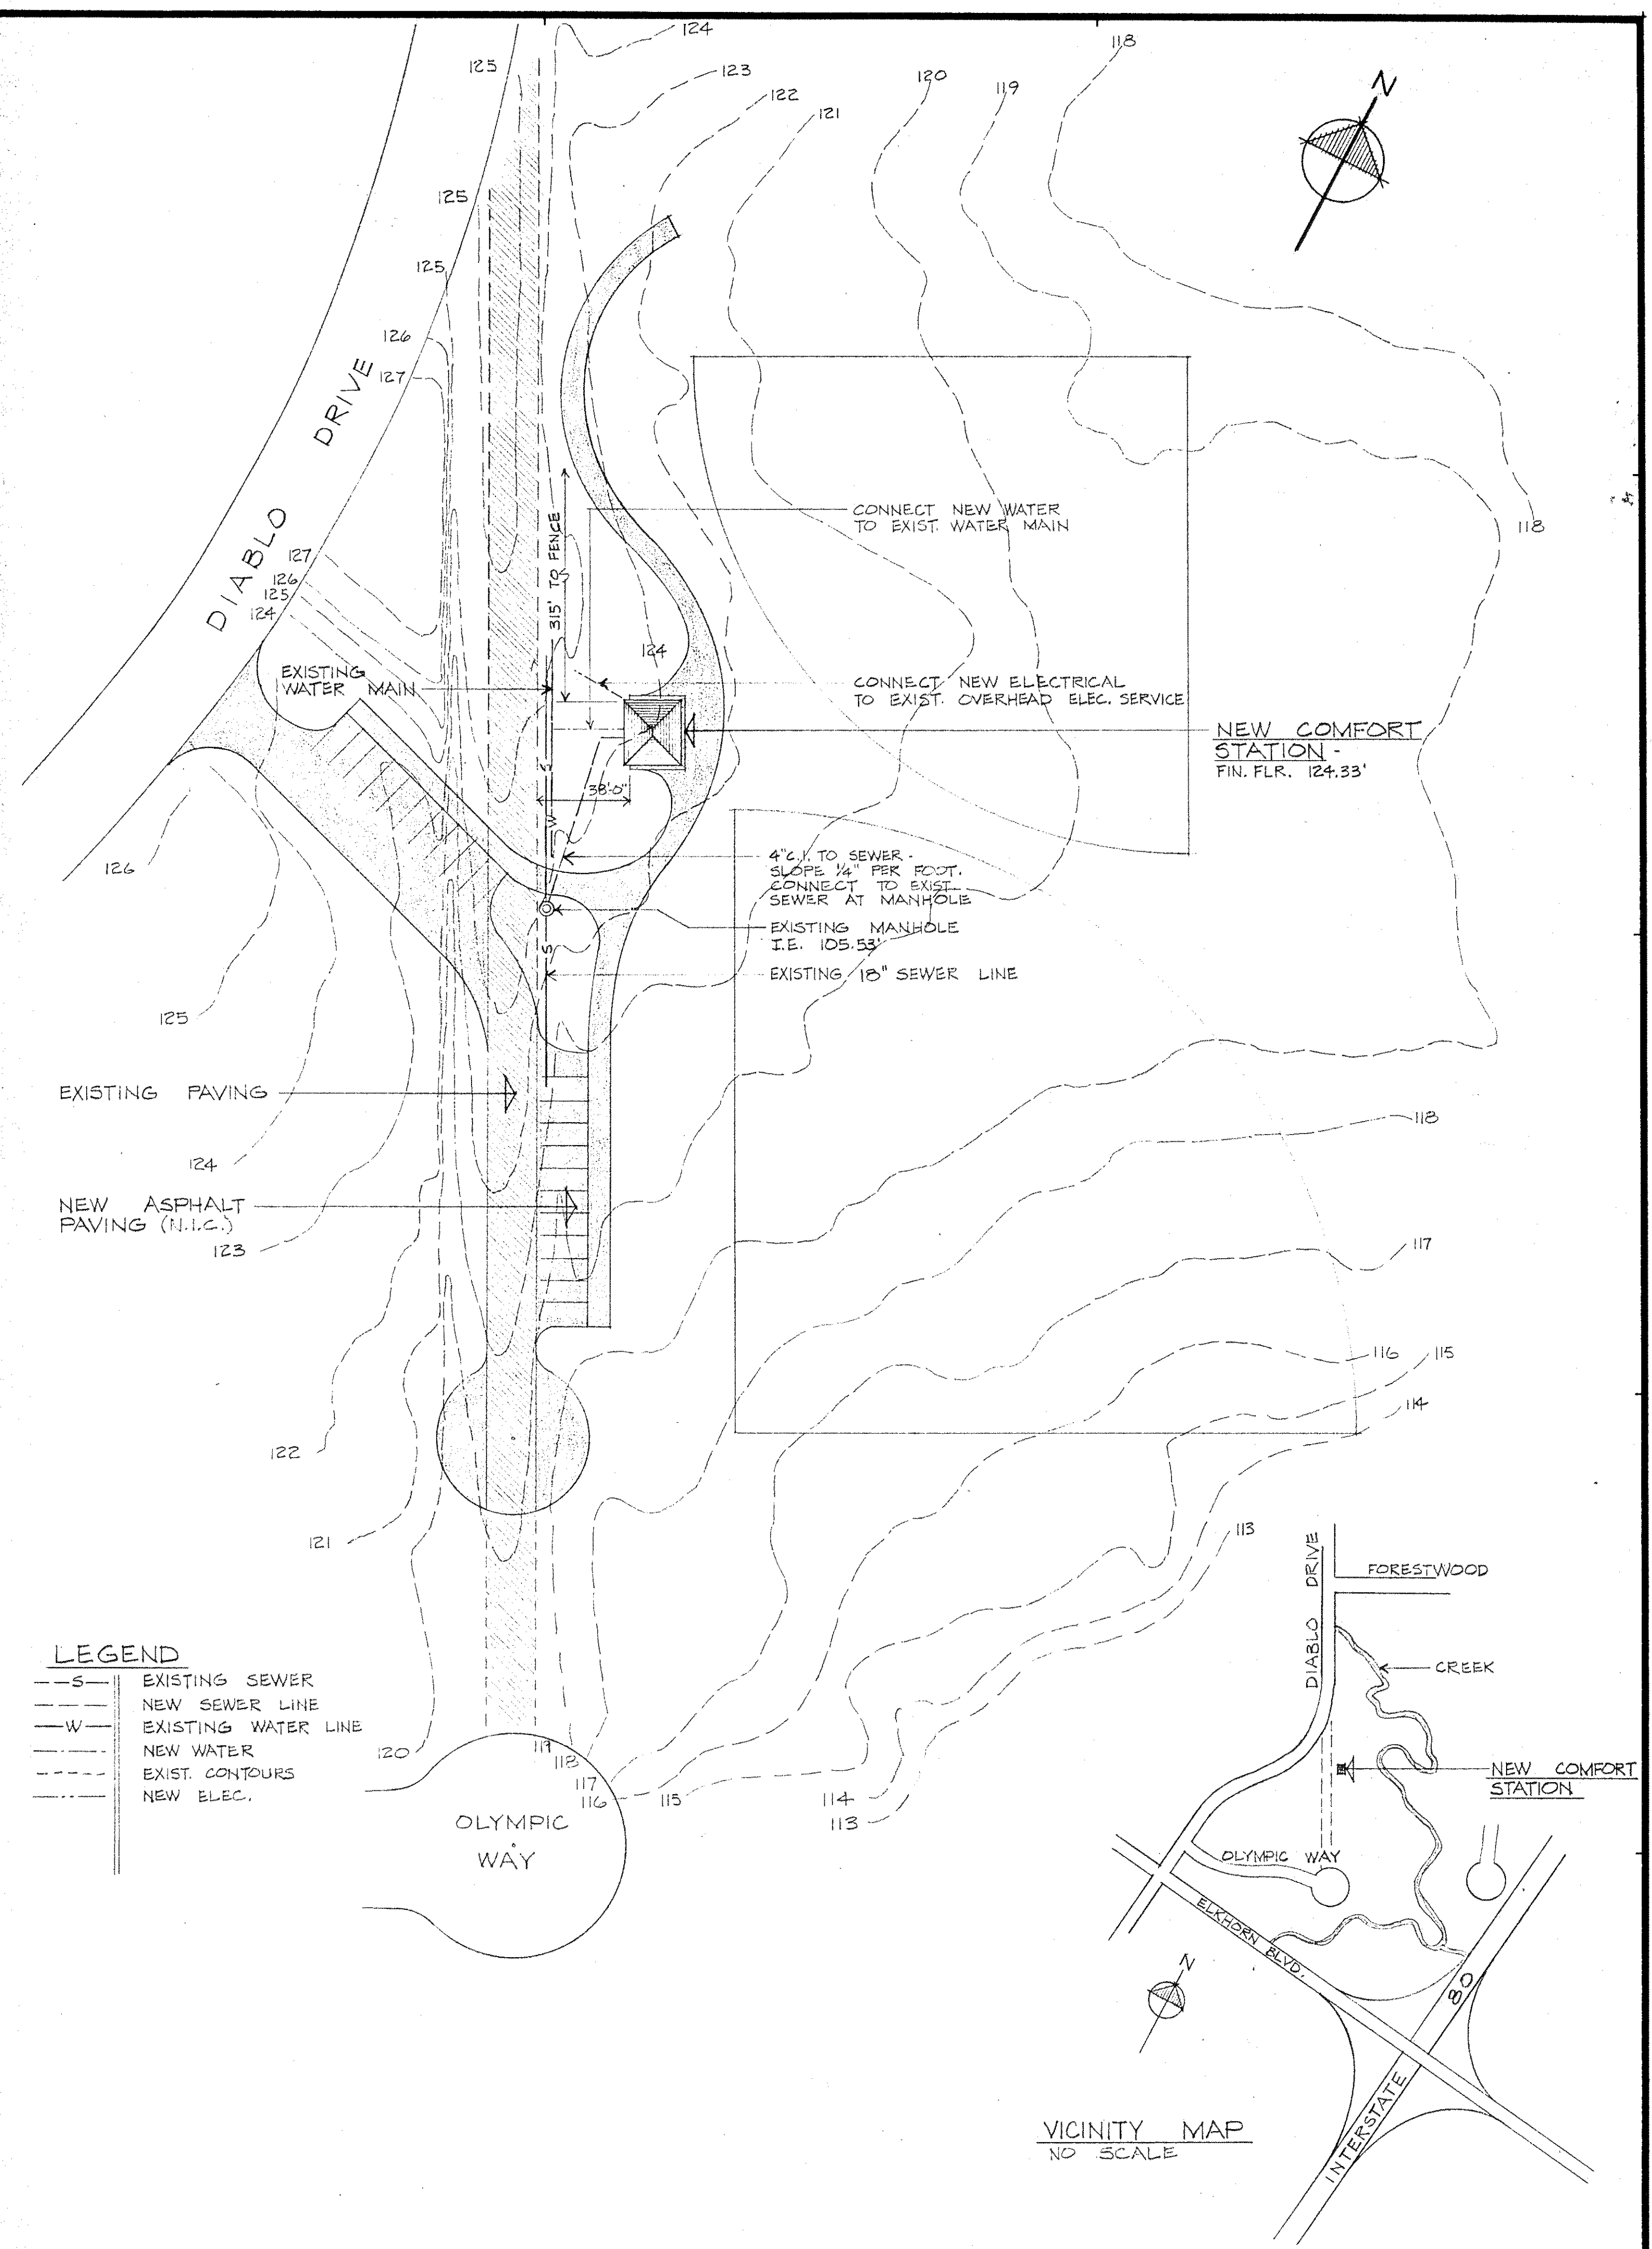 124
118
125
123
120
122
119
121
N
125
125
126
127
DIABLO DRIVE
315' TO FENCE
CONNECT NEW WATER
TO EXIST. WATER MAIN
118
127
126
125
124
124
EXISTING
WATER MAIN
CONNECT NEW ELECTRICAL
TO EXIST. OVERHEAD ELEC. SERVICE
NEW COMFORT
STATION -
FIN. FLR. 124.33'
S
38'-0"
W
126
4" C.I. TO SEWER -
SLOPE 1/4" PER FOOT.
CONNECT TO EXIST.
SEWER AT MANHOLE
EXISTING MANHOLE
I.E. 105.53'
S
EXISTING 18" SEWER LINE
125
EXISTING PAVING
118
124
NEW ASPHALT
PAVING (N.I.C.)
123
117
116
115
114
122
121
113
LEGEND
S EXISTING SEWER
NEW SEWER LINE
W EXISTING WATER LINE
NEW WATER
EXIST. CONTOURS
NEW ELEC.
120
119
118
117
116
115
114
113
OLYMPIC
WAY
DIABLO DRIVE
FORESTWOOD
CREEK
NEW COMFORT
STATION
OLYMPIC WAY
ELKHORN BLVD.
N
INTERSTATE 80
VICINITY MAP
NO SCALE